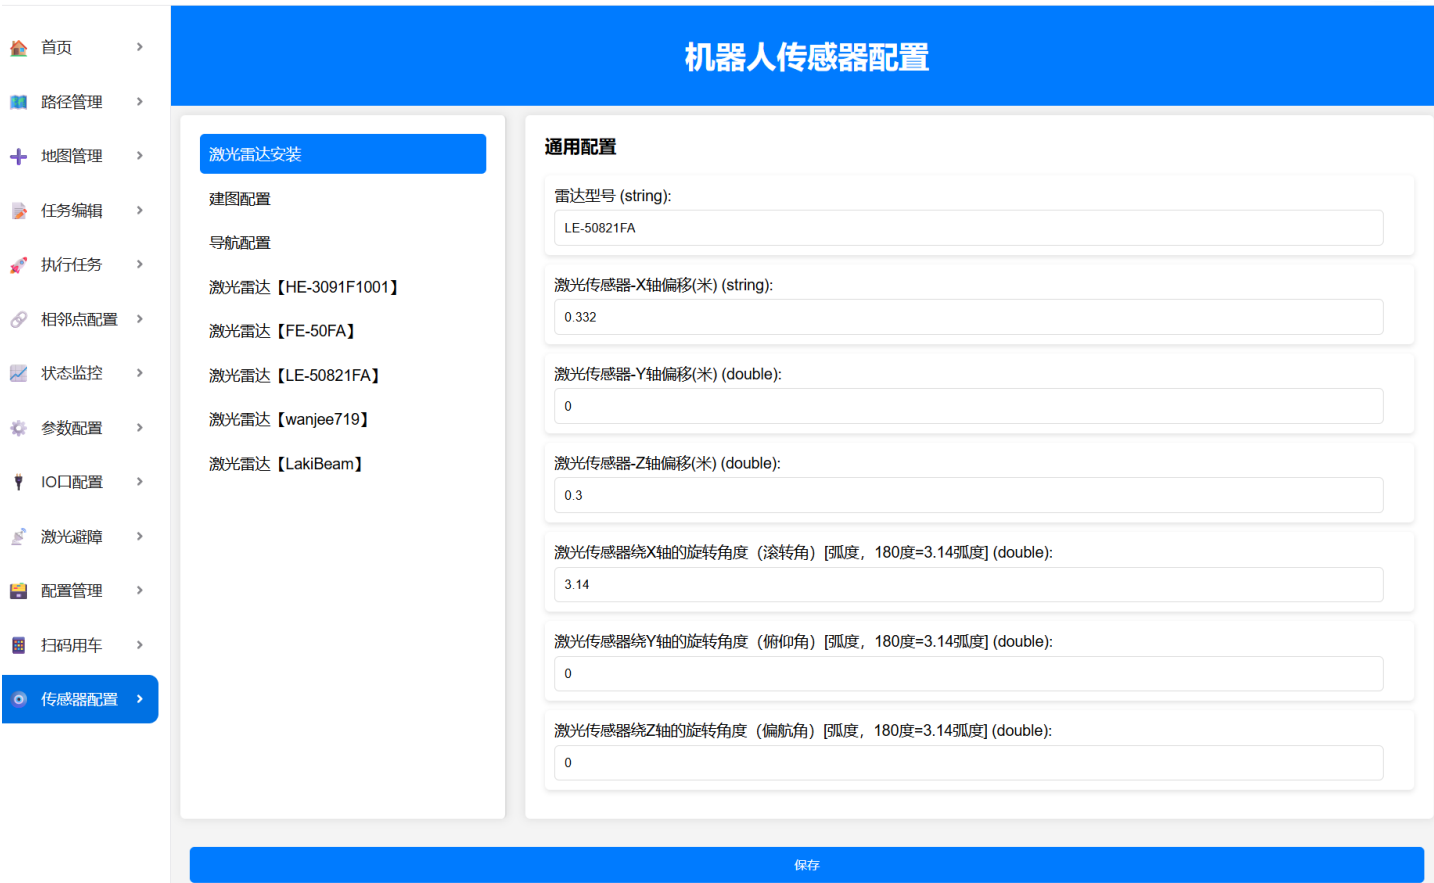 机器人传感器配置
首页
路径管理
地图管理
任务编辑
执行任务
相邻点配置
状态监控
参数配置
IO口配置
激光避障
配置管理
扫码用车
传感器配置
激光雷达安装
建图配置
导航配置
激光雷达【HE-3091F1001】
激光雷达【FE-50FA】
激光雷达【LE-50821FA】
激光雷达【wanjee719】
激光雷达【LakiBeam】
通用配置
雷达型号 (string):
LE-50821FA
激光传感器-X轴偏移(米) (string):
0.332
激光传感器-Y轴偏移(米) (double):
0
激光传感器-Z轴偏移(米) (double):
0.3
激光传感器绕X轴的旋转角度（滚转角）[弧度，180度=3.14弧度] (double):
3.14
激光传感器绕Y轴的旋转角度（俯仰角）[弧度，180度=3.14弧度] (double):
0
激光传感器绕Z轴的旋转角度（偏航角）[弧度，180度=3.14弧度] (double):
0
保存